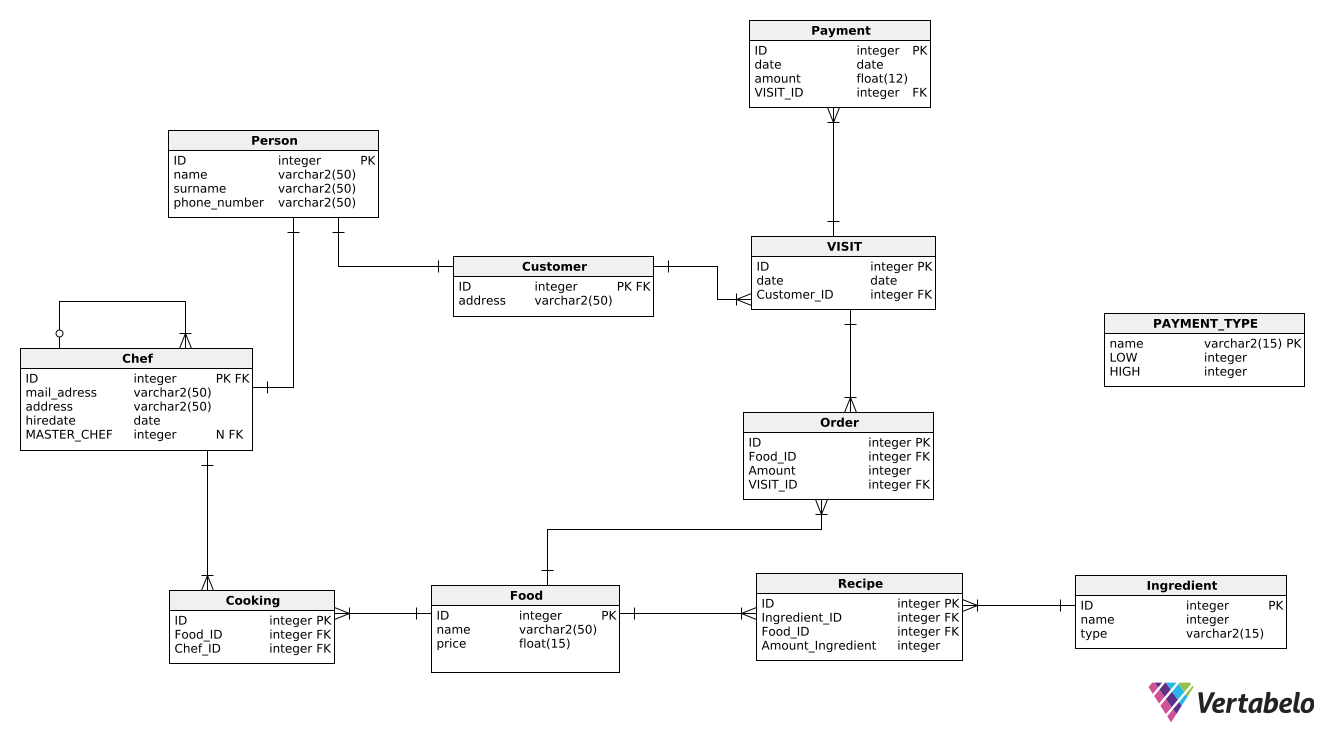 Payment
ID integer PK
date date
amount float(12)
VISIT_ID integer FK
Person
ID integer PK
name varchar2(50)
surname varchar2(50)
phone_number varchar2(50)
VISIT
ID integer PK
date date
Customer_ID integer FK
Customer
ID integer PK FK
address varchar2(50)
PAYMENT_TYPE
name varchar2(15) PK
LOW integer
HIGH integer
Chef
ID integer PK FK
mail_adress varchar2(50)
address varchar2(50)
hiredate date
MASTER_CHEF integer N FK
Order
ID integer PK
Food_ID integer FK
Amount integer
VISIT_ID integer FK
Cooking
ID integer PK
Food_ID integer FK
Chef_ID integer FK
Food
ID integer PK
name varchar2(50)
price float(15)
Recipe
ID integer PK
Ingredient_ID integer FK
Food_ID integer FK
Amount_Ingredient integer
Ingredient
ID integer PK
name integer
type varchar2(15)
Vertabelo